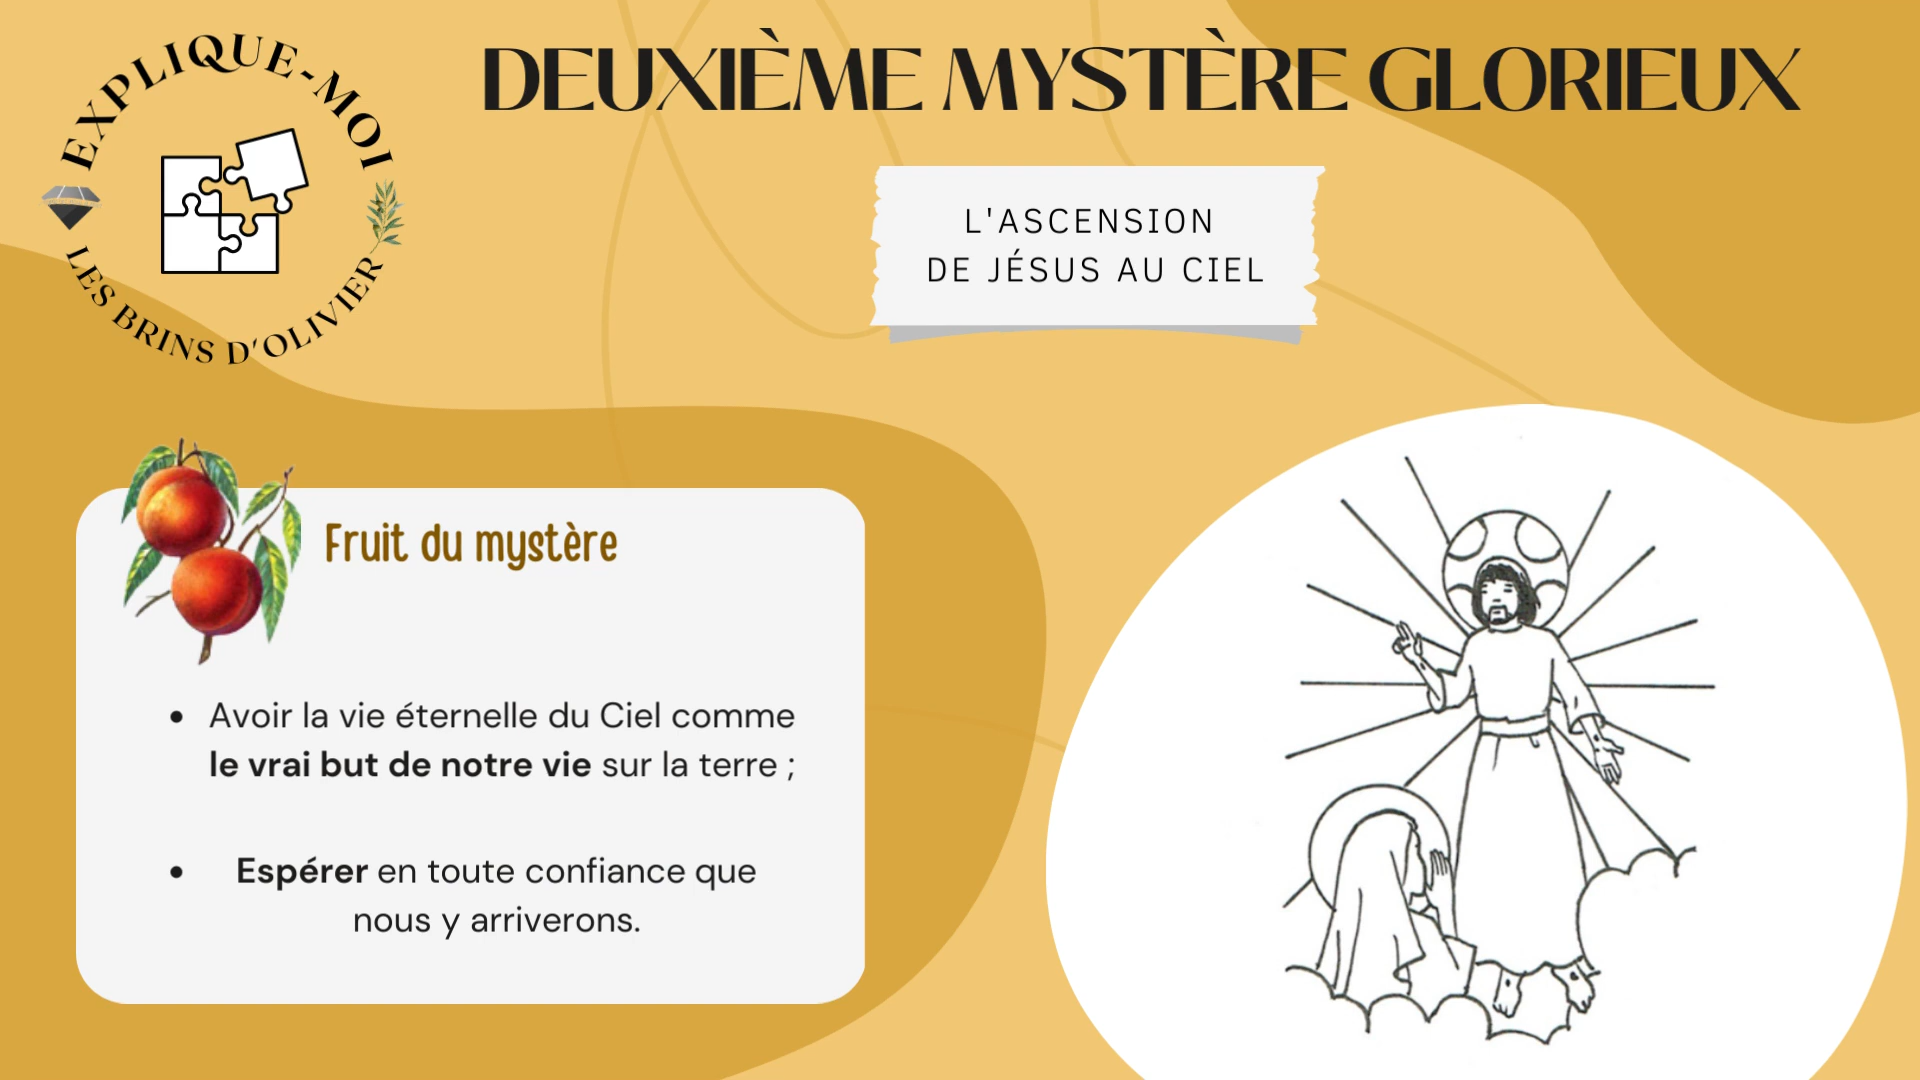 EXPLIQUE-MOI
LES BRINS D'OLIVIER
DEUXIÈME MYSTÈRE GLORIEUX
L'ASCENSION
DE JÉSUS AU CIEL
Fruit du mystère
• Avoir la vie éternelle du Ciel comme
le vrai but de notre vie sur la terre ;
• Espérer en toute confiance que
nous y arriverons.